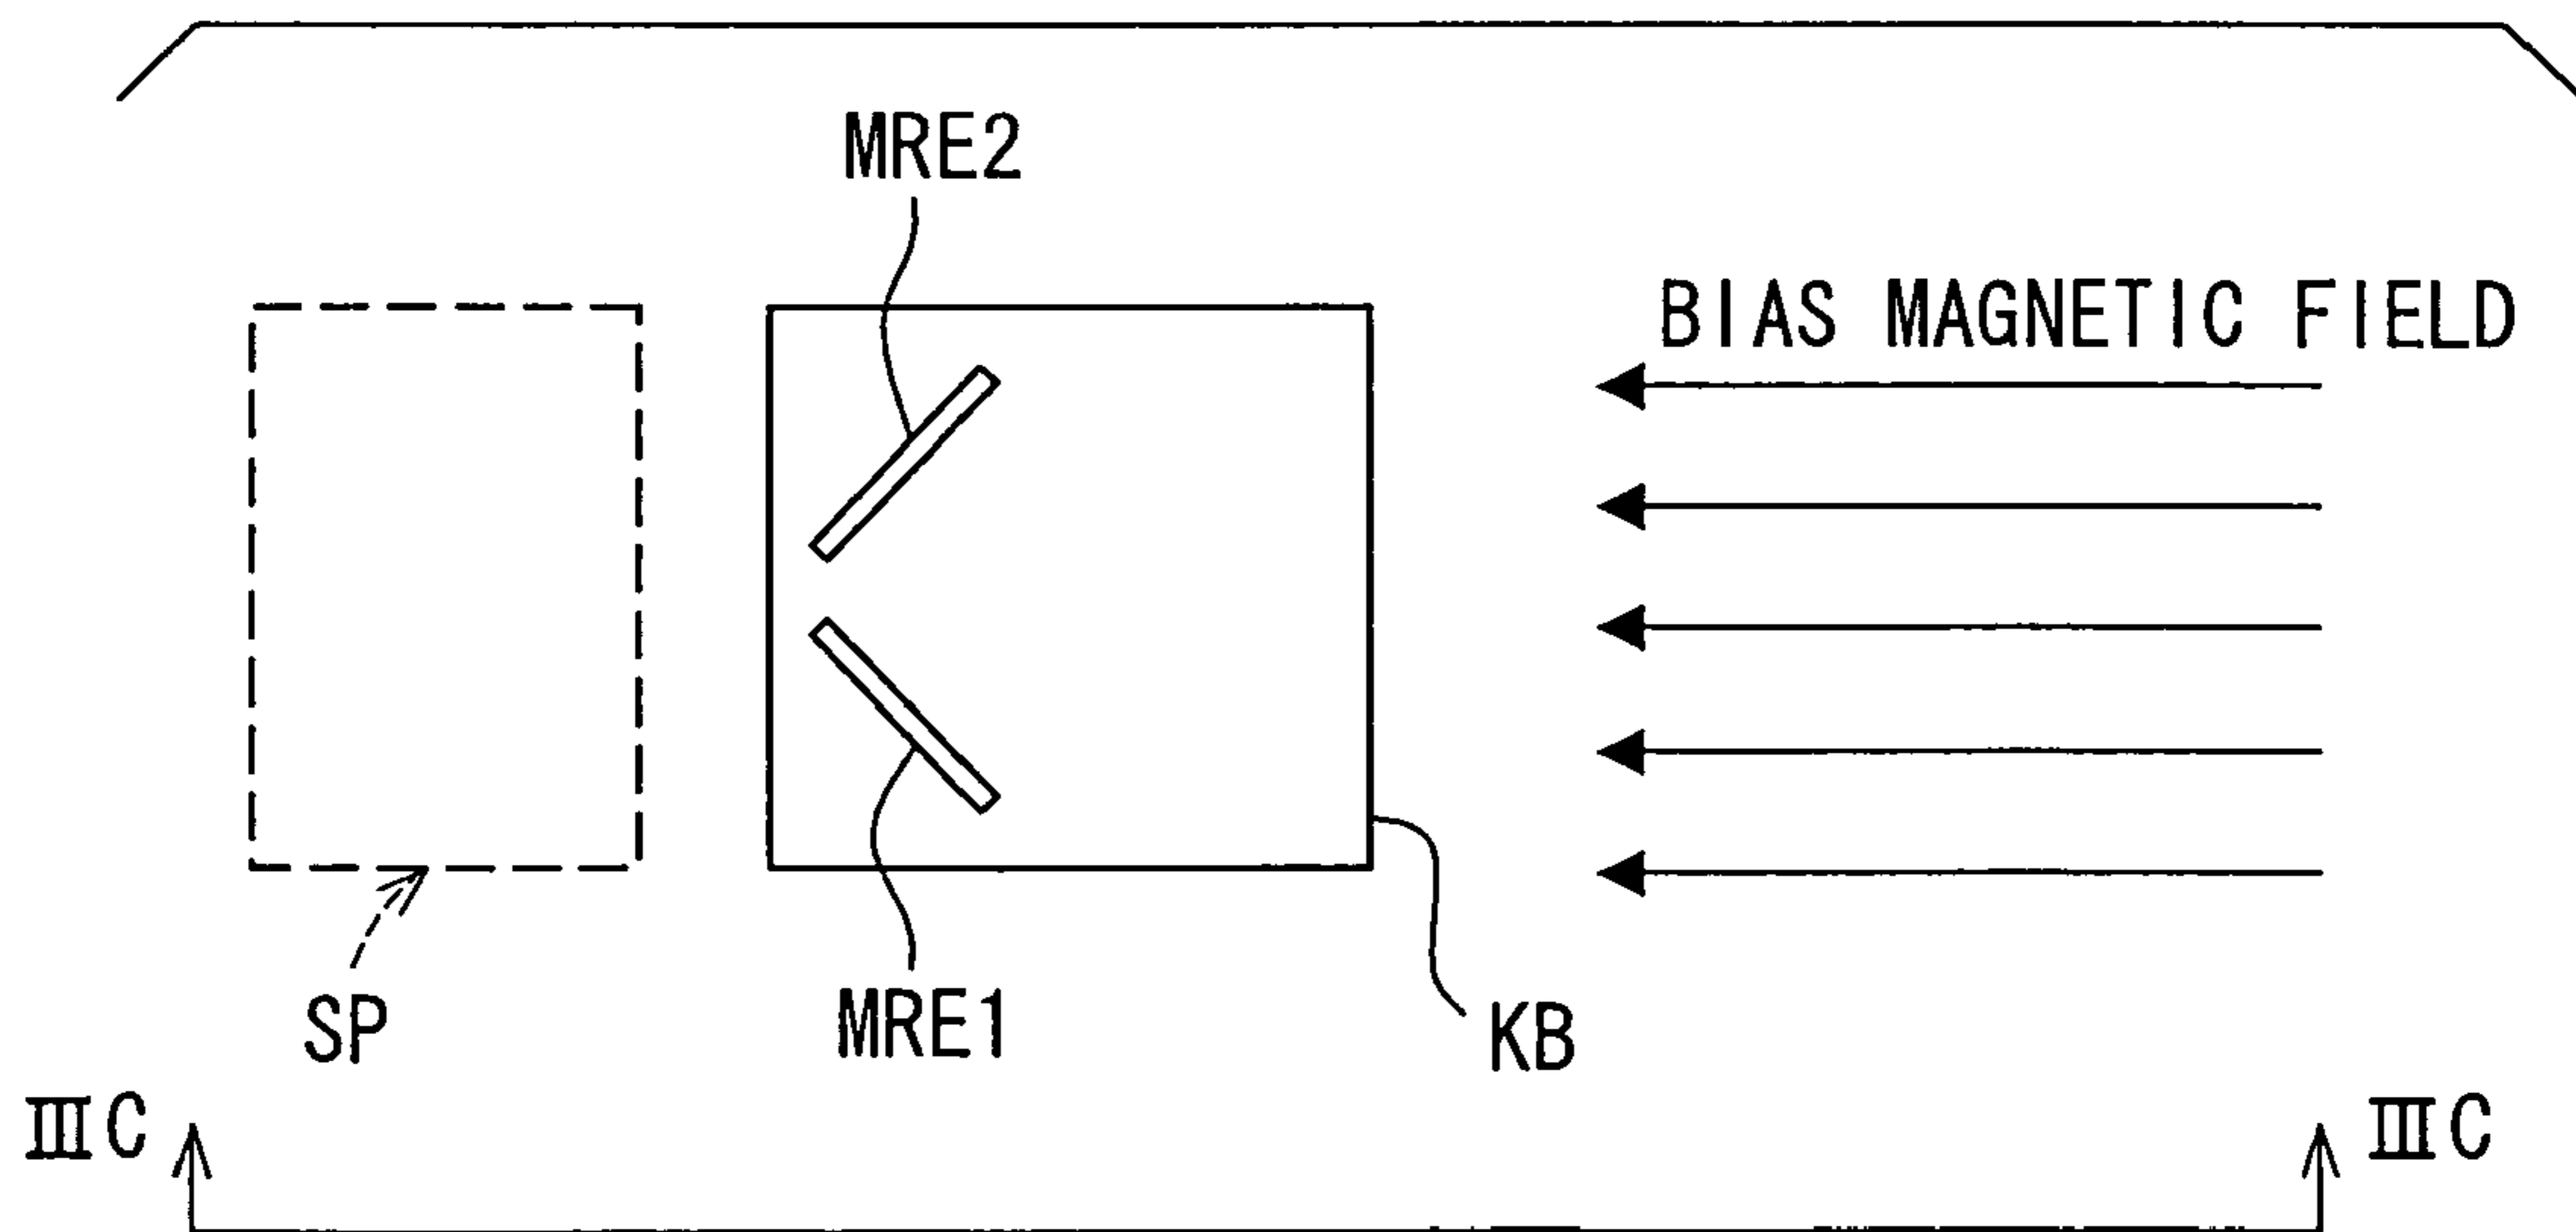 MRE2
BIAS MAGNETIC FIELD
SP
MRE1
KB
ⅢC
ⅢC